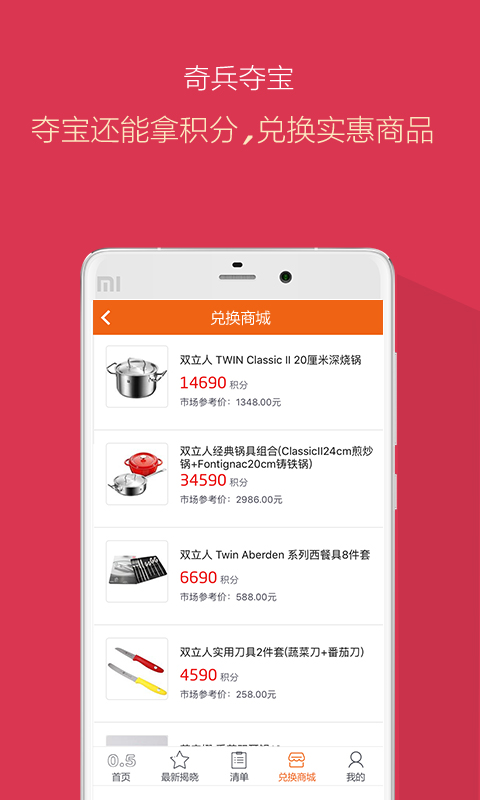 奇兵夺宝
夺宝还能拿积分,兑换实惠商品
mi
兑换商城
双立人 TWIN Classic II 20厘米深烧锅
14690 积分
市场参考价：1348.00元
双立人经典锅具组合(ClassicII24cm煎炒
锅+Fontignac20cm铸铁锅)
34590 积分
市场参考价：2986.00元
双立人 Twin Aberden 系列西餐具8件套
6690 积分
市场参考价：588.00元
双立人实用刀具2件套(蔬菜刀+番茄刀)
4590 积分
市场参考价：258.00元
0.5
首页 最新揭晓 清单 兑换商城 我的